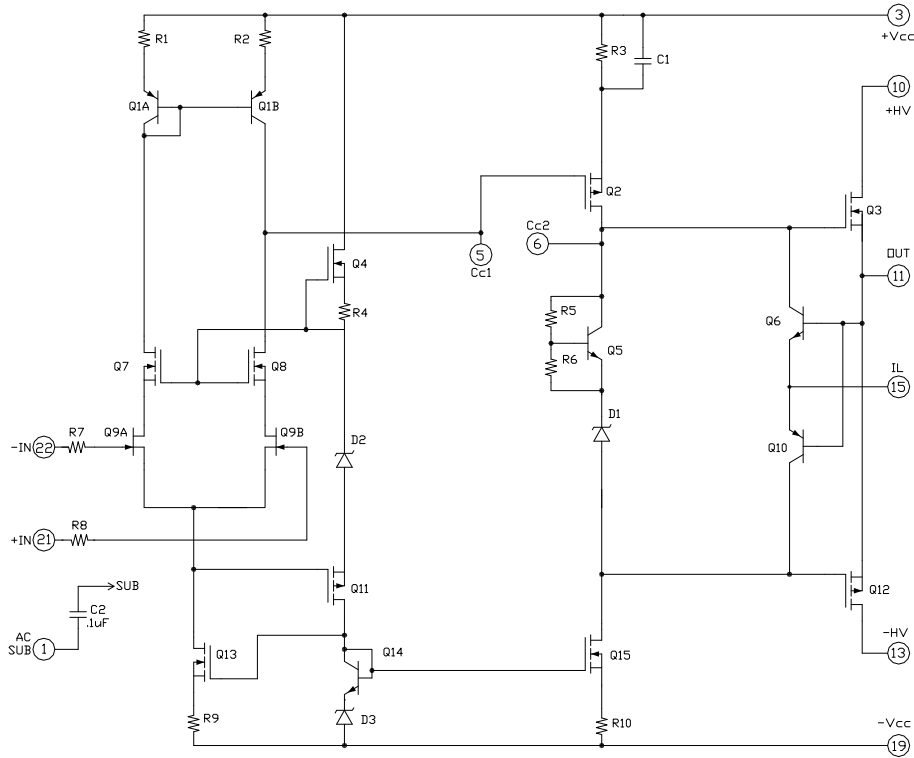 R1
R2
R3
C1
3
+Vcc
Q1A
Q1B
10
+HV
Q2
Q3
Cc2
6
5
Cc1
OUT
11
Q4
R4
R5
Q6
Q5
R6
Q7
Q8
IL
15
D1
Q9A
Q9B
R7
-IN 22
D2
Q10
R8
+IN 21
SUB
C2
.1uF
Q11
Q12
AC
SUB 1
Q13
Q14
Q15
-HV
13
R9
D3
R10
-Vcc
19